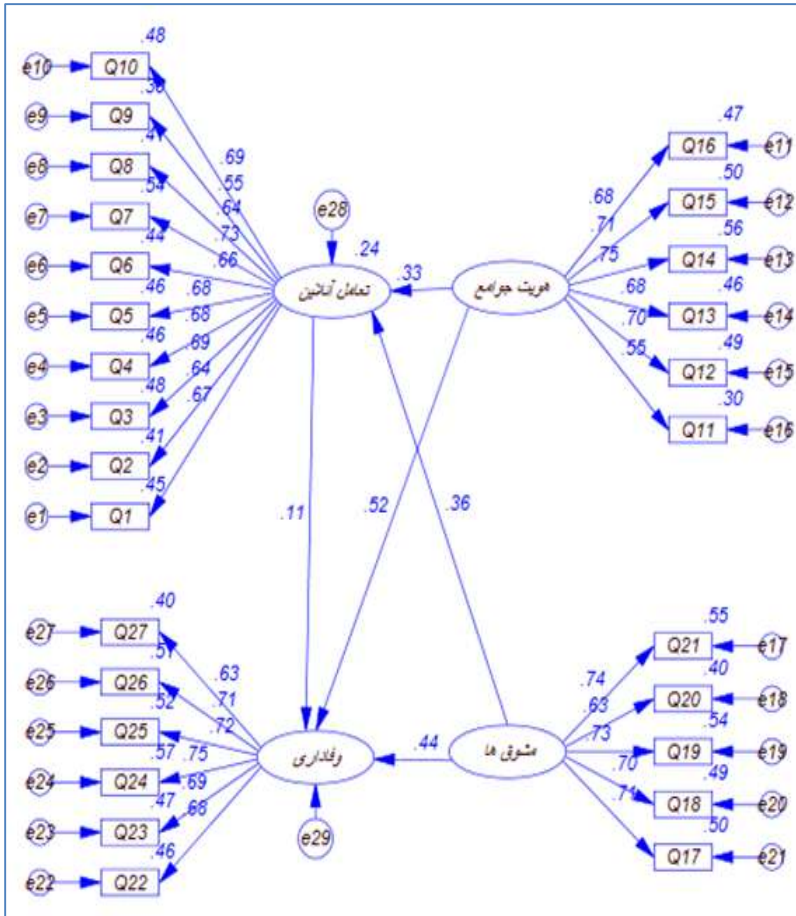 .48
e10 Q10
e9 Q9
.41
e8 Q8
.54
e7 Q7
.44
e6 Q6
.46
e5 Q5
.46
e4 Q4
.48
e3 Q3
.41
e2 Q2
.45
e1 Q1
.69
.55
.64
.73
.66
.68
.68
.69
.64
.67
e28
.24
تعامل آنلاین
.33
هویت جوامع
.47
Q16 e11
.50
Q15 e12
.56
Q14 e13
.46
Q13 e14
.49
Q12 e15
.30
Q11 e16
.68
.71
.75
.68
.70
.55
.11
.52
.36
.40
e27 Q27
.51
e26 Q26
.52
e25 Q25
.57
e24 Q24
.47
e23 Q23
.46
e22 Q22
.63
.71
.72
.75
.69
.68
وفاداری
e29
.44
مشوق ها
.55
Q21 e17
.40
Q20 e18
.54
Q19 e19
.49
Q18 e20
.50
Q17 e21
.74
.63
.73
.70
.71